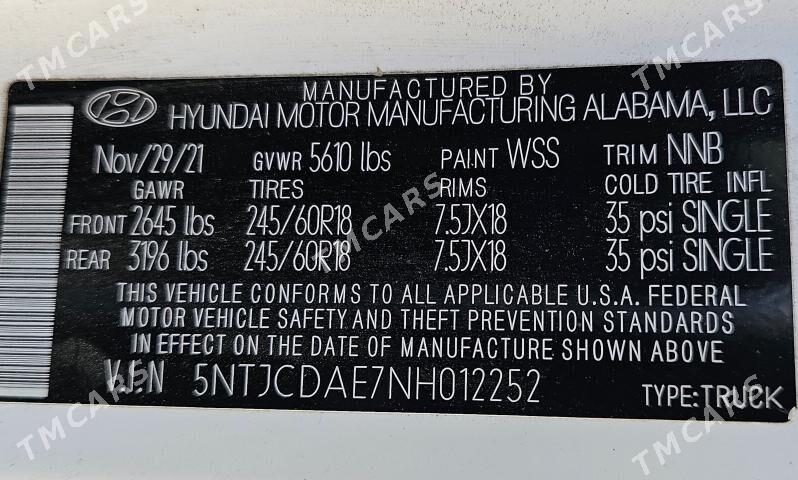 MANUFACTURED BY
HYUNDAI MOTOR MANUFACTURING ALABAMA, LLC
Nov/29/21 GVWR 5610 lbs PAINT WSS TRIM NNB
GAWR TIRES RIMS COLD TIRE INFL
FRONT 2645 lbs 245/60R18 7.5JX18 35 psi SINGLE
REAR 3196 lbs 245/60R18 7.5JX18 35 psi SINGLE
THIS VEHICLE CONFORMS TO ALL APPLICABLE U.S.A. FEDERAL
MOTOR VEHICLE SAFETY AND THEFT PREVENTION STANDARDS
IN EFFECT ON THE DATE OF MANUFACTURE SHOWN ABOVE
V.I.N 5NTJCDAE7NH012252 TYPE:TRUCK
TMCARS
TMCARS
TMCARS
TMCARS
TMCARS
TMCARS
TMCARS